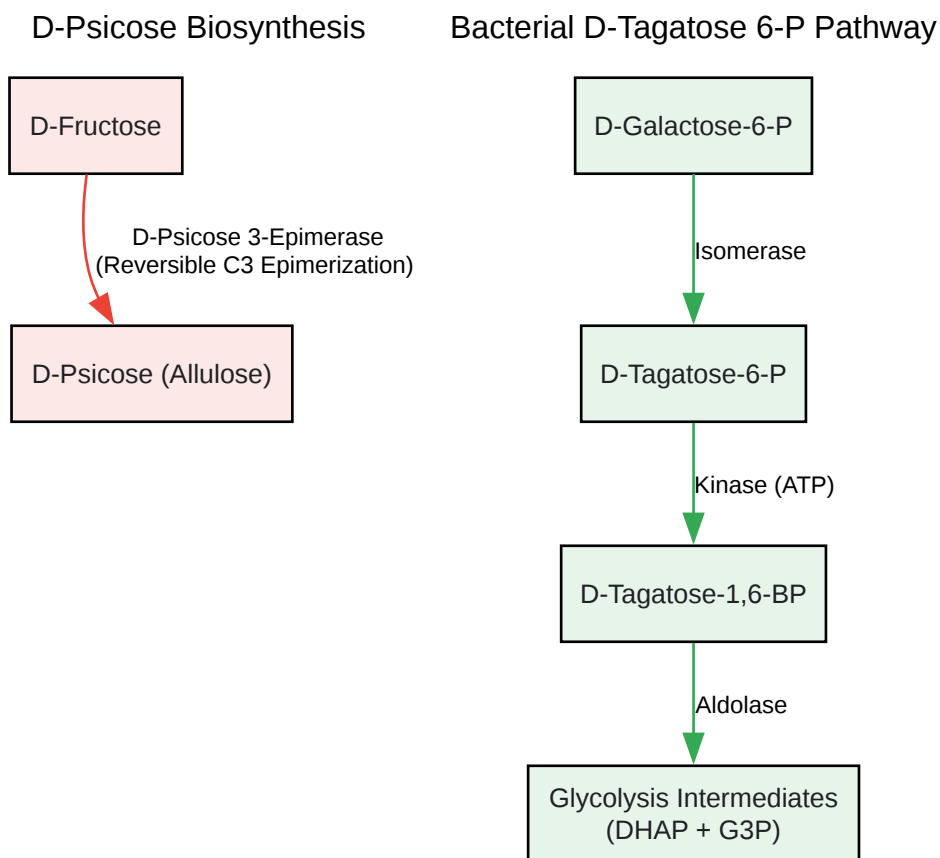 D-Psicose Biosynthesis
D-Fructose
D-Psicose 3-Epimerase
(Reversible C3 Epimerization)
D-Psicose (Allulose)
Bacterial D-Tagatose 6-P Pathway
D-Galactose-6-P
Isomerase
D-Tagatose-6-P
Kinase (ATP)
D-Tagatose-1,6-BP
Aldolase
Glycolysis Intermediates
(DHAP + G3P)